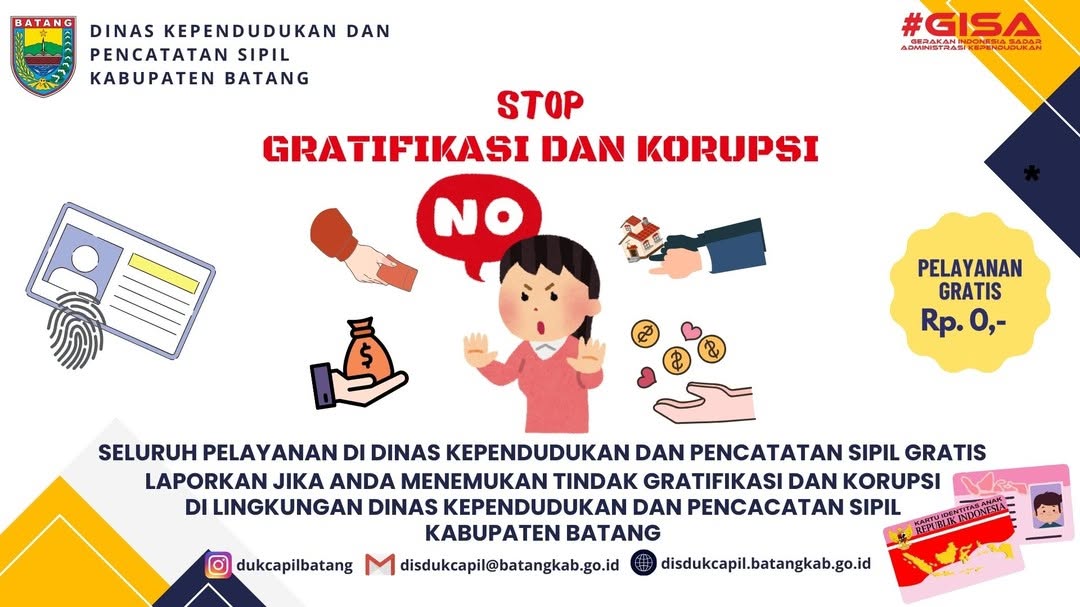 BATANG
DINAS KEPENDUDUKAN DAN
PENCATATAN SIPIL
KABUPATEN BATANG
#GISA
GERAKAN INDONESIA SADAR
ADMINISTRASI KEPENDUDUKAN
STOP
GRATIFIKASI DAN KORUPSI
NO
*
PELAYANAN
GRATIS
Rp. 0,-
$
$
$
$
SELURUH PELAYANAN DI DINAS KEPENDUDUKAN DAN PENCATATAN SIPIL GRATIS
LAPORKAN JIKA ANDA MENEMUKAN TINDAK GRATIFIKASI DAN KORUPSI
DI LINGKUNGAN DINAS KEPENDUDUKAN DAN PENCACATAN SIPIL
KABUPATEN BATANG
KARTU IDENTITAS ANAK
REPUBLIK INDONESIA
dukcapilbatang disdukcapil@batangkab.go.id disdukcapil.batangkab.go.id